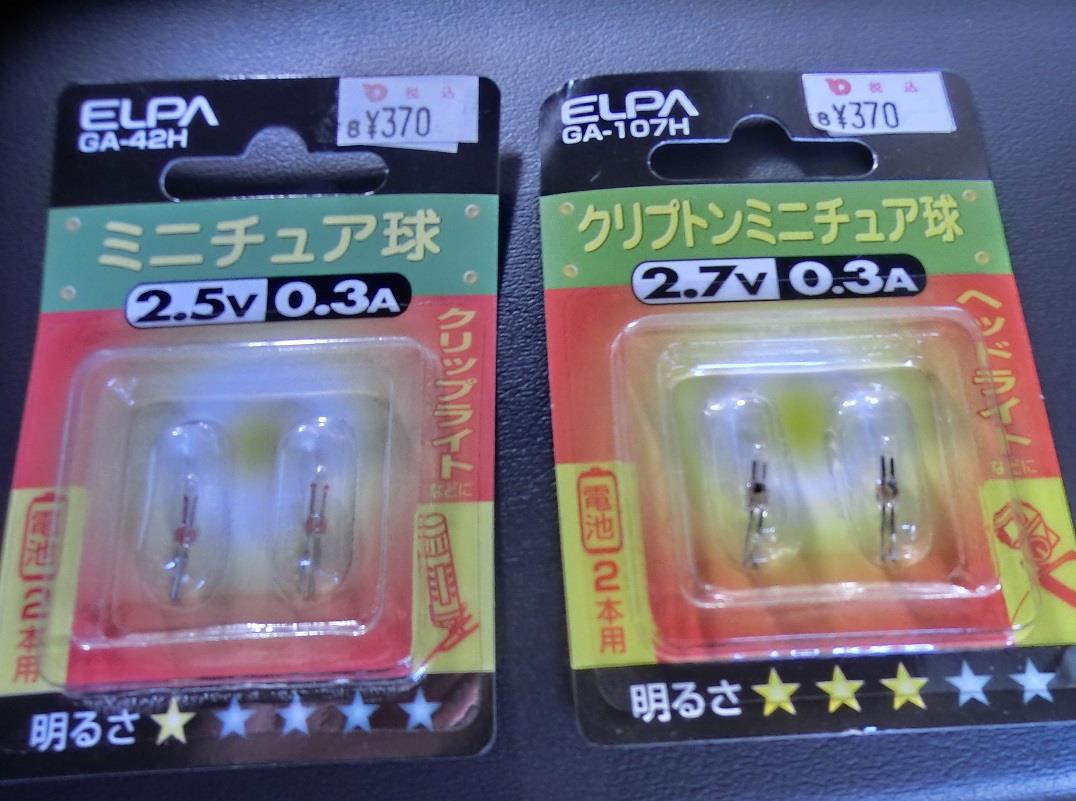 ELPA
GA-42H
税込
8¥370
ミニチュア球
2.5V 0.3A
クリップライト
などに
電池2本用
明るさ
ELPA
GA-107H
税込
8¥370
クリプトンミニチュア球
2.7V 0.3A
ヘッドライト
などに
電池2本用
明るさ